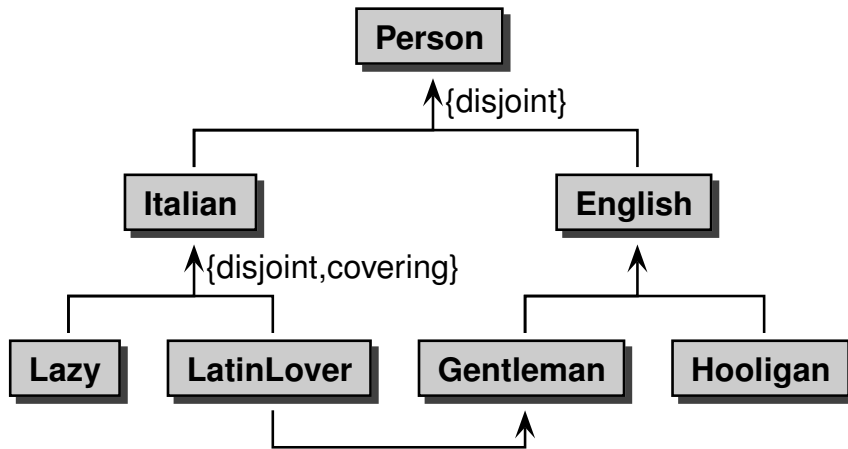 Person
{disjoint}
Italian
English
{disjoint,covering}
Lazy
LatinLover
Gentleman
Hooligan